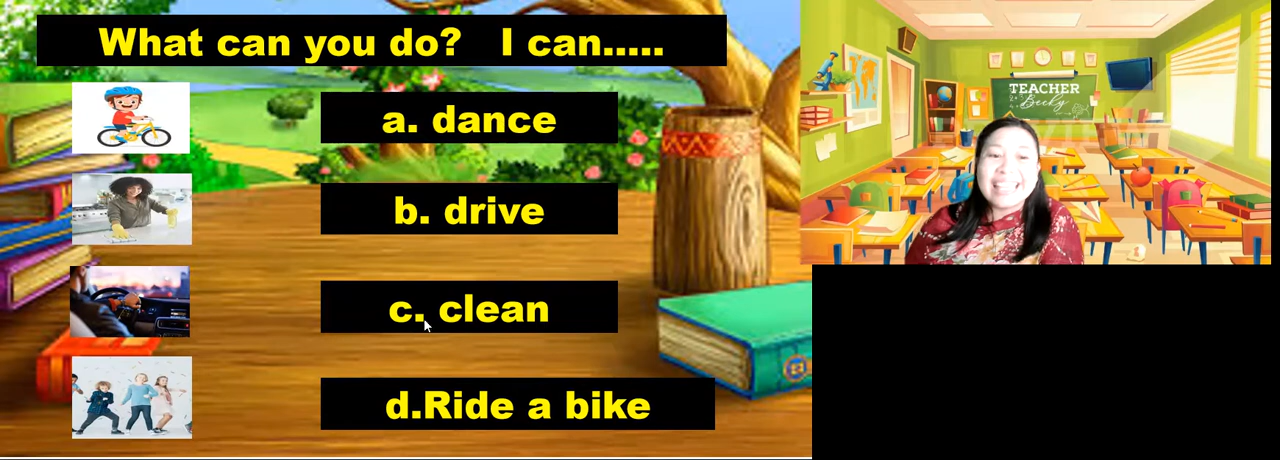 What can you do? I can.....
a. dance
b. drive
c. clean
d.Ride a bike
TEACHER
Becky